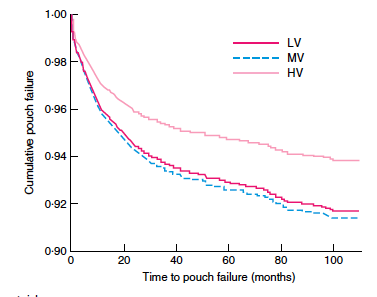 1·00
0·98
0·96
0·94
0·92
0·90
Cumulative pouch failure
LV
MV
HV
0 20 40 60 80 100
Time to pouch failure (months)